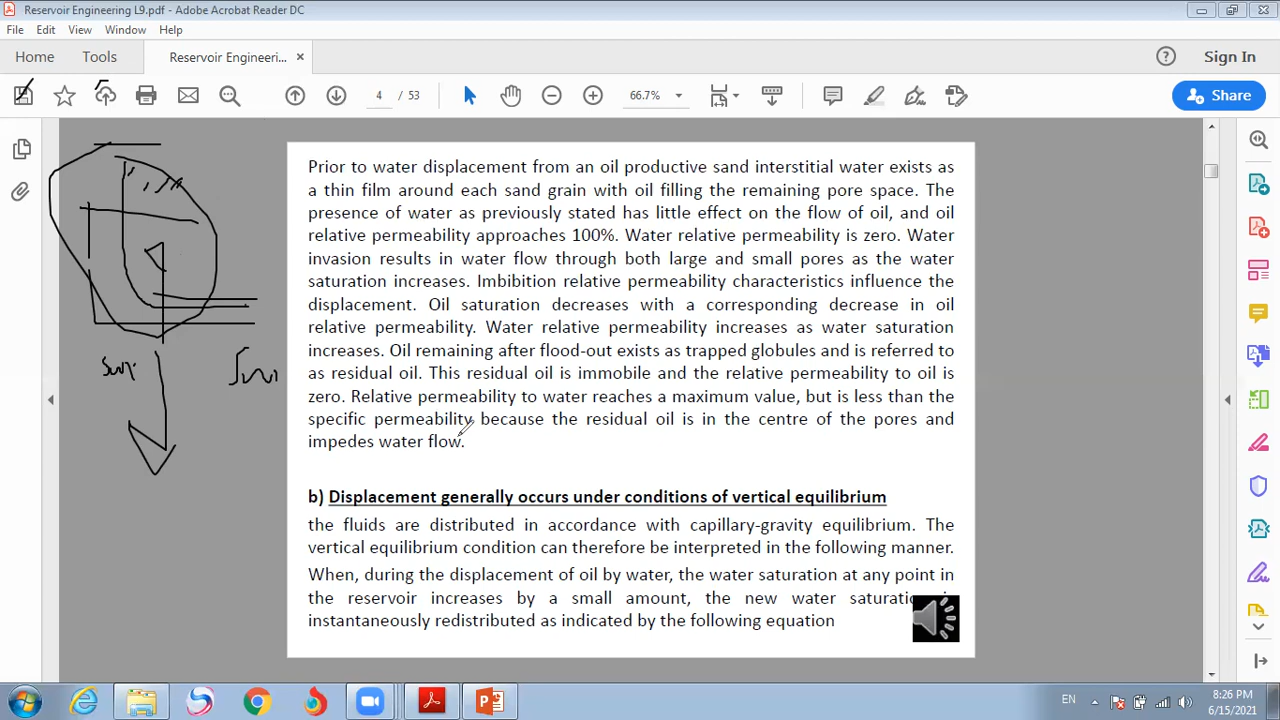 Reservoir Engineering L9.pdf - Adobe Acrobat Reader DC
File Edit View Window Help
Home Tools Reservoir Engineeri... ×
Sign In
4 / 53
66.7%
Share
Prior to water displacement from an oil productive sand interstitial water exists as
a thin film around each sand grain with oil filling the remaining pore space. The
presence of water as previously stated has little effect on the flow of oil, and oil
relative permeability approaches 100%. Water relative permeability is zero. Water
invasion results in water flow through both large and small pores as the water
saturation increases. Imbibition relative permeability characteristics influence the
displacement. Oil saturation decreases with a corresponding decrease in oil
relative permeability. Water relative permeability increases as water saturation
increases. Oil remaining after flood-out exists as trapped globules and is referred to
as residual oil. This residual oil is immobile and the relative permeability to oil is
zero. Relative permeability to water reaches a maximum value, but is less than the
specific permeability because the residual oil is in the centre of the pores and
impedes water flow.
b) Displacement generally occurs under conditions of vertical equilibrium
the fluids are distributed in accordance with capillary-gravity equilibrium. The
vertical equilibrium condition can therefore be interpreted in the following manner.
When, during the displacement of oil by water, the water saturation at any point in
the reservoir increases by a small amount, the new water
instantaneously redistributed as indicated by the following equation
EN
8:26 PM
6/15/2021